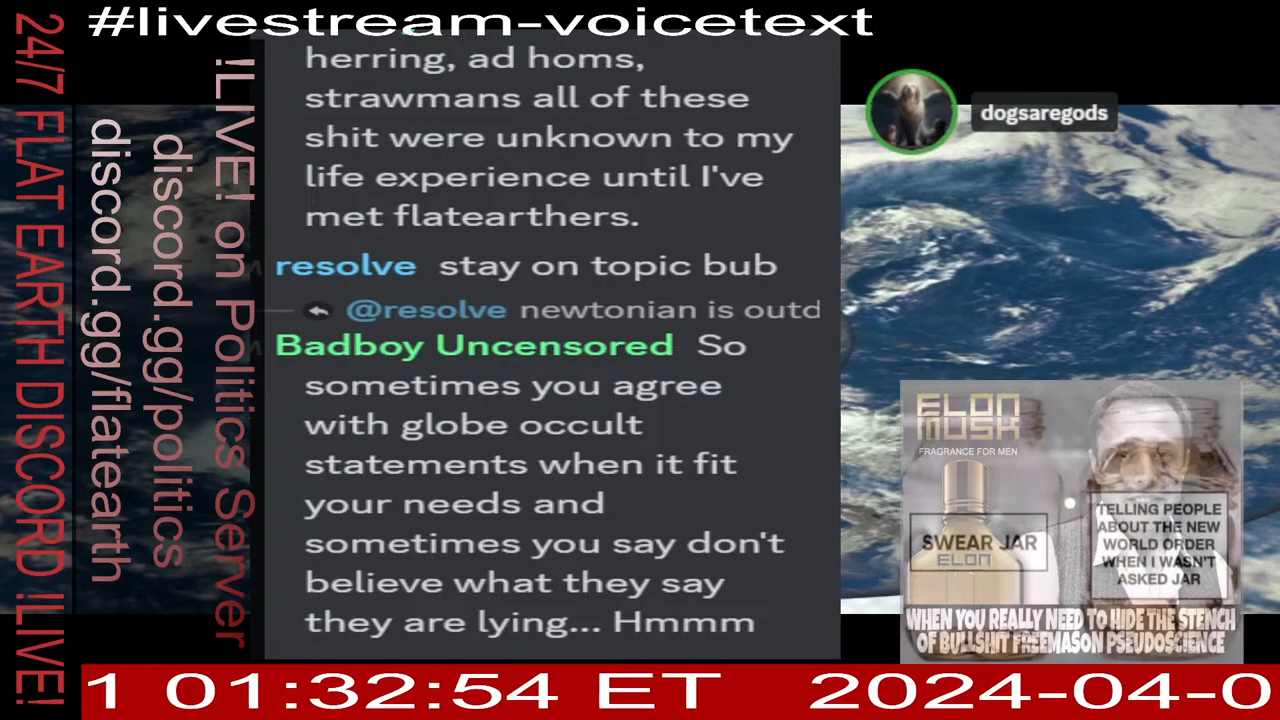 #livestream-voicetext
24/7 FLAT EARTH DISCORD !LIVE!
discord.gg/flatearth
discord.gg/politics
!LIVE! on Politics Server
herring, ad homs,
strawmans all of these
shit were unknown to my
life experience until I've
met flatearthers.
resolve stay on topic bub
@resolve newtonian is outd
Badboy Uncensored So
sometimes you agree
with globe occult
statements when it fit
your needs and
sometimes you say don't
believe what they say
they are lying... Hmmm
dogsaregods
ELON
MUSK
FRAGRANCE FOR MEN
SWEAR JAR
ELON
TELLING PEOPLE
ABOUT THE NEW
WORLD ORDER
WHEN I WASN'T
ASKED JAR
WHEN YOU REALLY NEED TO HIDE THE STENCH
OF BULLSHIT FREEMASON PSEUDOSCIENCE
1 01:32:54 ET 2024-04-0